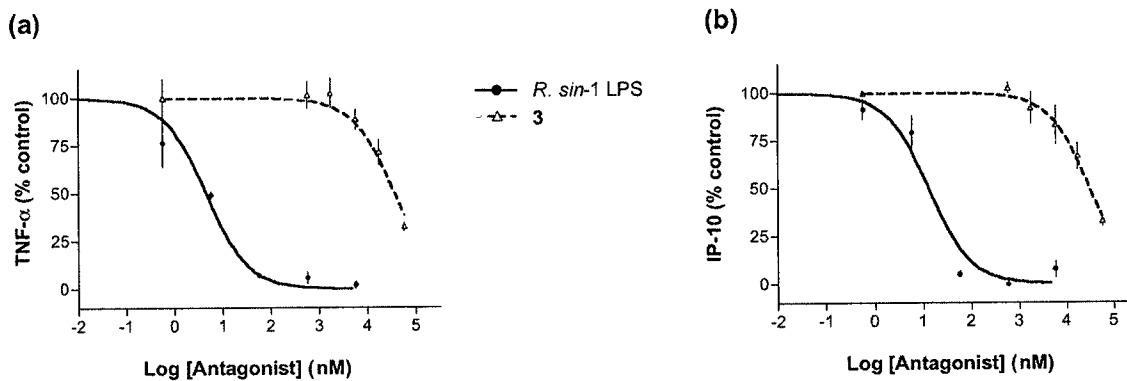 (a)
TNF-α (% control)
100
75
50
25
0
-2 -1 0 1 2 3 4 5
Log [Antagonist] (nM)
R. sin-1 LPS
3
(b)
IP-10 (% control)
100
75
50
25
0
-2 -1 0 1 2 3 4 5
Log [Antagonist] (nM)